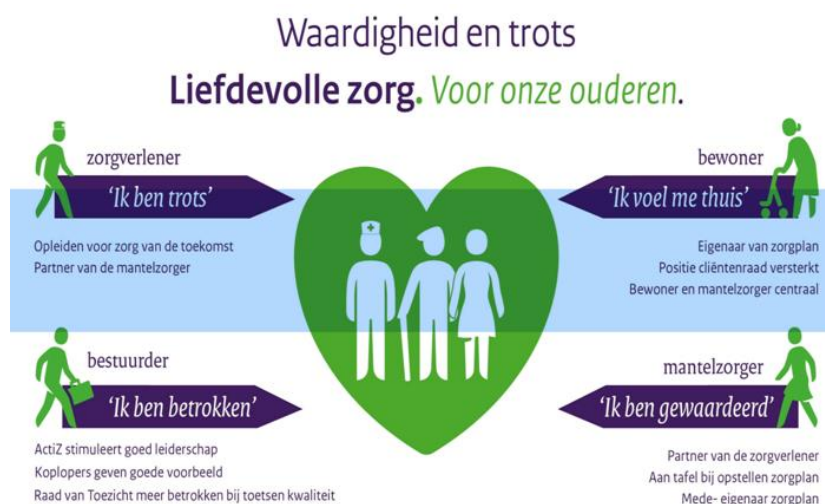 Waardigheid en trots
Liefdevolle zorg. Voor onze ouderen.
zorgverlener
'Ik ben trots'
Opleiden voor zorg van de toekomst
Partner van de mantelzorger
bewoner
'Ik voel me thuis'
Eigenaar van zorgplan
Positie cliëntenraad versterkt
Bewoner en mantelzorger centraal
bestuurder
'Ik ben betrokken'
ActiZ stimuleert goed leiderschap
Koplopers geven goede voorbeeld
Raad van Toezicht meer betrokken bij toetsen kwaliteit
mantelzorger
'Ik ben gewaardeerd'
Partner van de zorgverlener
Aan tafel bij opstellen zorgplan
Mede- eigenaar zorgplan